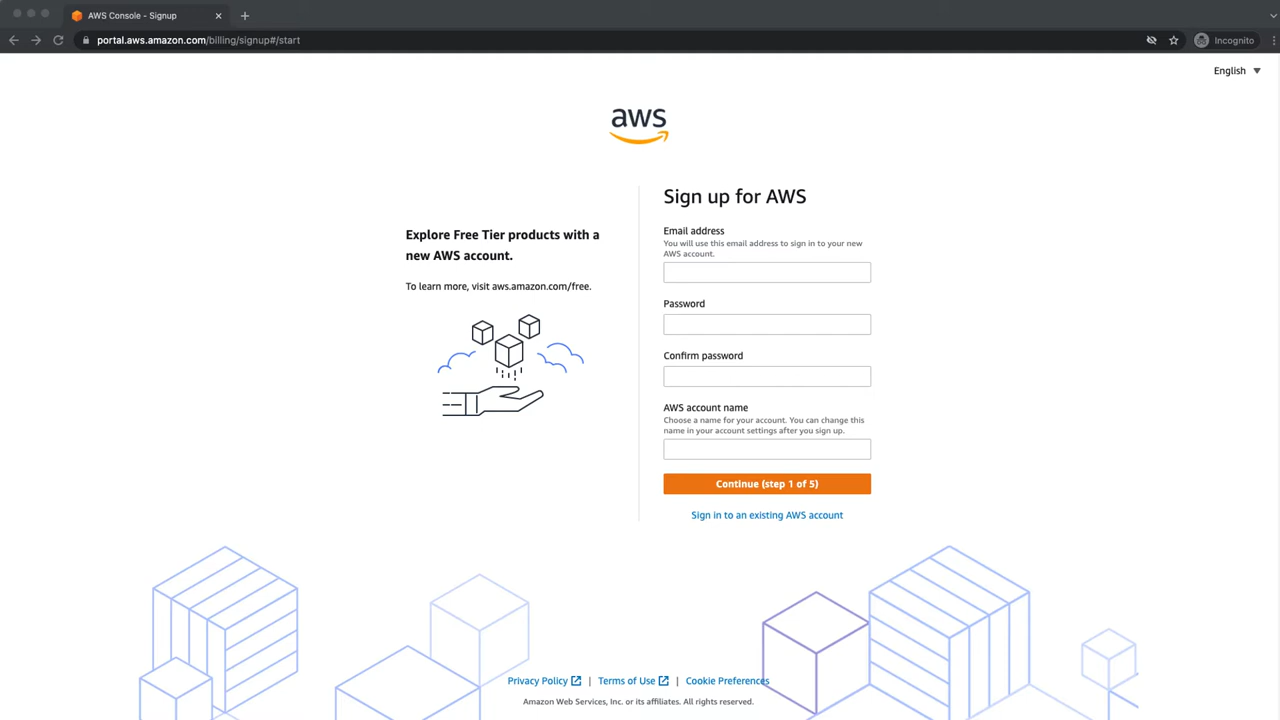 AWS Console - Signup
portal.aws.amazon.com/billing/signup#/start
Incognito
English
aws
Explore Free Tier products with a
new AWS account.
To learn more, visit aws.amazon.com/free.
Sign up for AWS
Email address
You will use this email address to sign in to your new
AWS account.
Password
Confirm password
AWS account name
Choose a name for your account. You can change this
name in your account settings after you sign up.
Continue (step 1 of 5)
Sign in to an existing AWS account
Privacy Policy | Terms of Use | Cookie Preferences
Amazon Web Services, Inc. or its affiliates. All rights reserved.